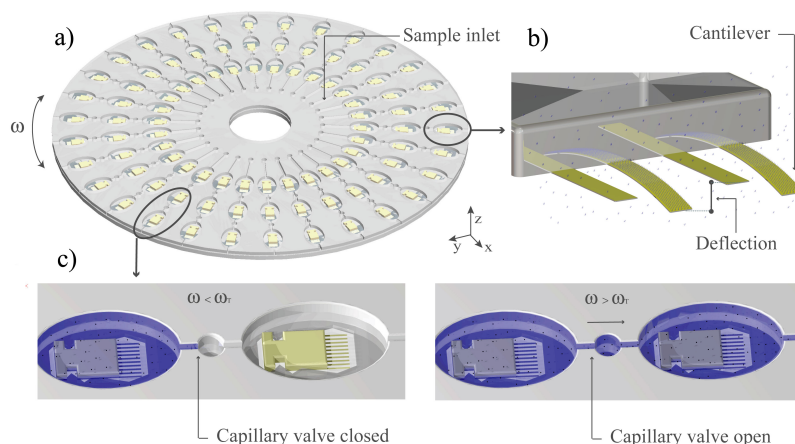 a)
Sample inlet
b)
Cantilever
ω
z
y
x
Deflection
c)
ω < ωT
ω > ωT
Capillary valve closed
Capillary valve open